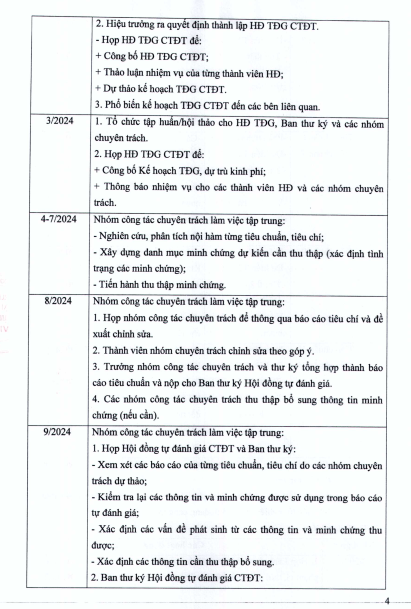 2. Hiệu trưởng ra quyết định thành lập HĐ TĐG CTĐT.
- Họp HĐ TĐG CTĐT để:
+ Công bố HĐ TĐG CTĐT;
+ Thảo luận nhiệm vụ của từng thành viên HĐ;
+ Dự thảo kế hoạch TĐG CTĐT.
3. Phổ biến kế hoạch TĐG CTĐT đến các bên liên quan.
3/2024
1. Tổ chức tập huấn/hội thảo cho HĐ TĐG, Ban thư ký và các nhóm
chuyên trách.
2. Họp HĐ TĐG CTĐT để:
+ Công bố Kế hoạch TĐG, dự trù kinh phí;
+ Thông báo nhiệm vụ cho các thành viên HĐ và các nhóm chuyên
trách.
4-7/2024
Nhóm công tác chuyên trách làm việc tập trung:
- Nghiên cứu, phân tích nội hàm từng tiêu chuẩn, tiêu chí;
- Xây dựng danh mục minh chứng dự kiến cần thu thập (xác định tình
trạng các minh chứng);
- Tiến hành thu thập minh chứng.
8/2024
Nhóm công tác chuyên trách làm việc tập trung:
1. Họp nhóm công tác chuyên trách để thông qua báo cáo tiêu chí và đề
xuất chỉnh sửa.
2. Thành viên nhóm chuyên trách chỉnh sửa theo góp ý.
3. Trưởng nhóm công tác chuyên trách và thư ký tổng hợp thành báo
cáo tiêu chuẩn và nộp cho Ban thư ký Hội đồng tự đánh giá.
4. Các nhóm công tác chuyên trách thu thập bổ sung thông tin minh
chứng (nếu cần).
9/2024
Nhóm công tác chuyên trách làm việc tập trung:
1. Họp Hội đồng tự đánh giá CTĐT và Ban thư ký:
- Xem xét các báo cáo của từng tiêu chuẩn, tiêu chí do các nhóm chuyên
trách dự thảo;
- Kiểm tra lại các thông tin và minh chứng được sử dụng trong báo cáo
tự đánh giá;
- Xác định các vấn đề phát sinh từ các thông tin và minh chứng thu
được;
- Xác định các thông tin cần thu thập bổ sung.
2. Ban thư ký Hội đồng tự đánh giá CTĐT:
4